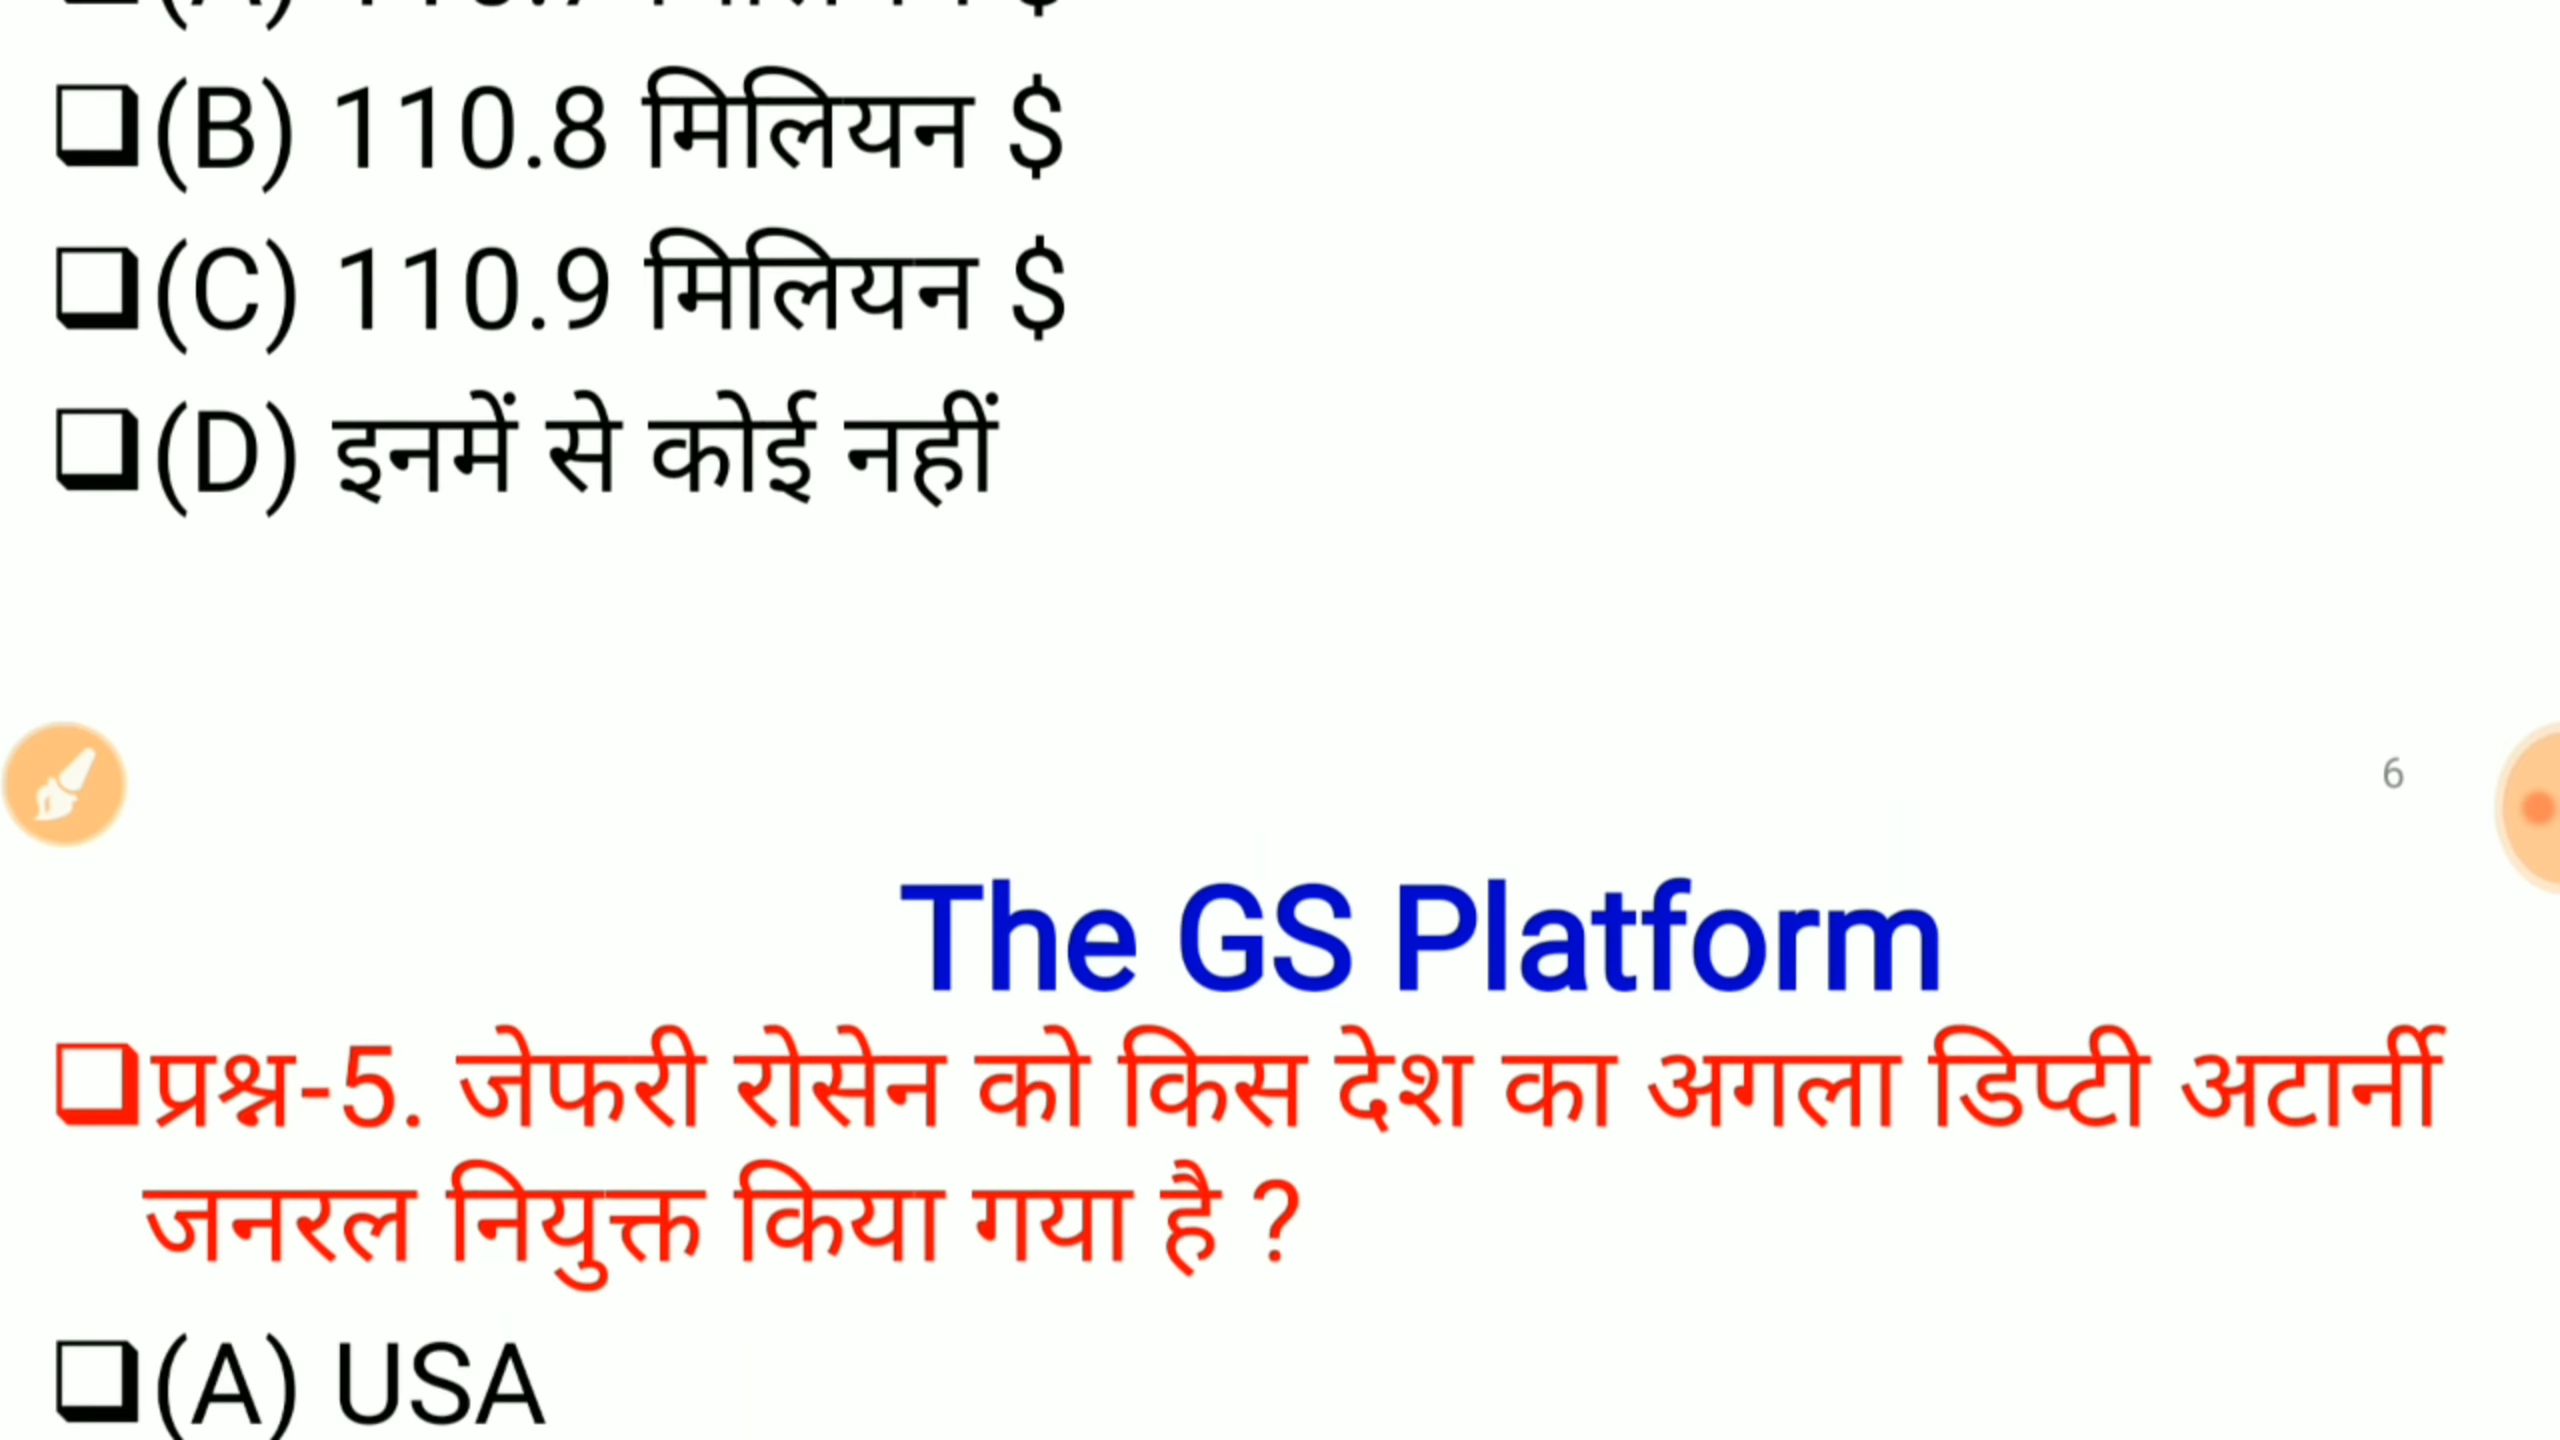 (B) 110.8 मिलियन $
(C) 110.9 मिलियन $
(D) इनमें से कोई नहीं
6
The GS Platform
प्रश्न-5. जेफरी रोसेन को किस देश का अगला डिप्टी अटार्नी
जनरल नियुक्त किया गया है ?
(A) USA